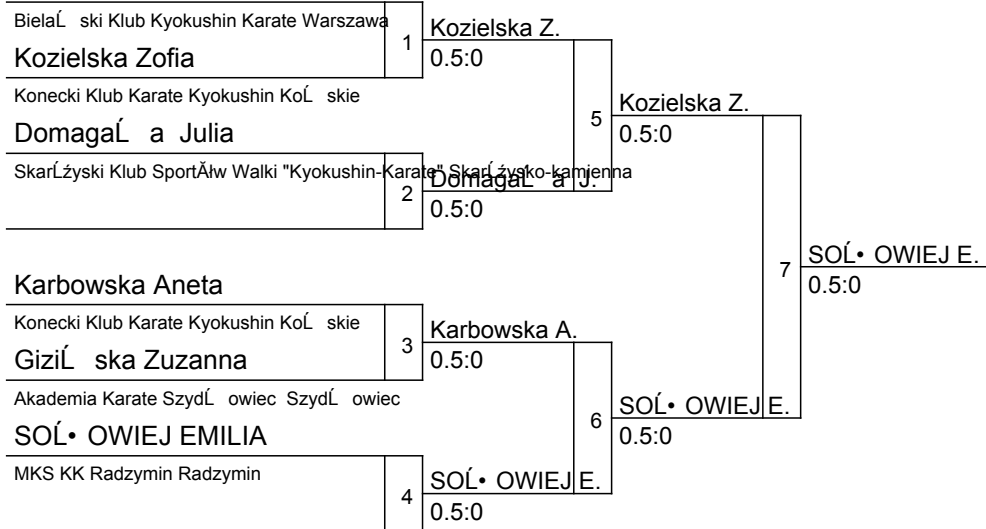 BielaĹ ski Klub Kyokushin Karate Warszawa
1
Kozielska Z.
0.5:0
Kozielska Zofia
Konecki Klub Karate Kyokushin KoĹ skie
5
Kozielska Z.
0.5:0
DomagaĹ a Julia
SkarĹźyski Klub SportĂłw Walki "Kyokushin-Karate" SkarĹźysko-kamienna
2
DomagaĹ a J.
0.5:0
7
SOĹ• OWIEJ E.
0.5:0
Karbowska Aneta
Konecki Klub Karate Kyokushin KoĹ skie
3
Karbowska A.
0.5:0
GiziĹ ska Zuzanna
Akademia Karate SzydĹ owiec SzydĹ owiec
6
SOĹ• OWIEJ E.
0.5:0
SOĹ• OWIEJ EMILIA
MKS KK Radzymin Radzymin
4
SOĹ• OWIEJ E.
0.5:0